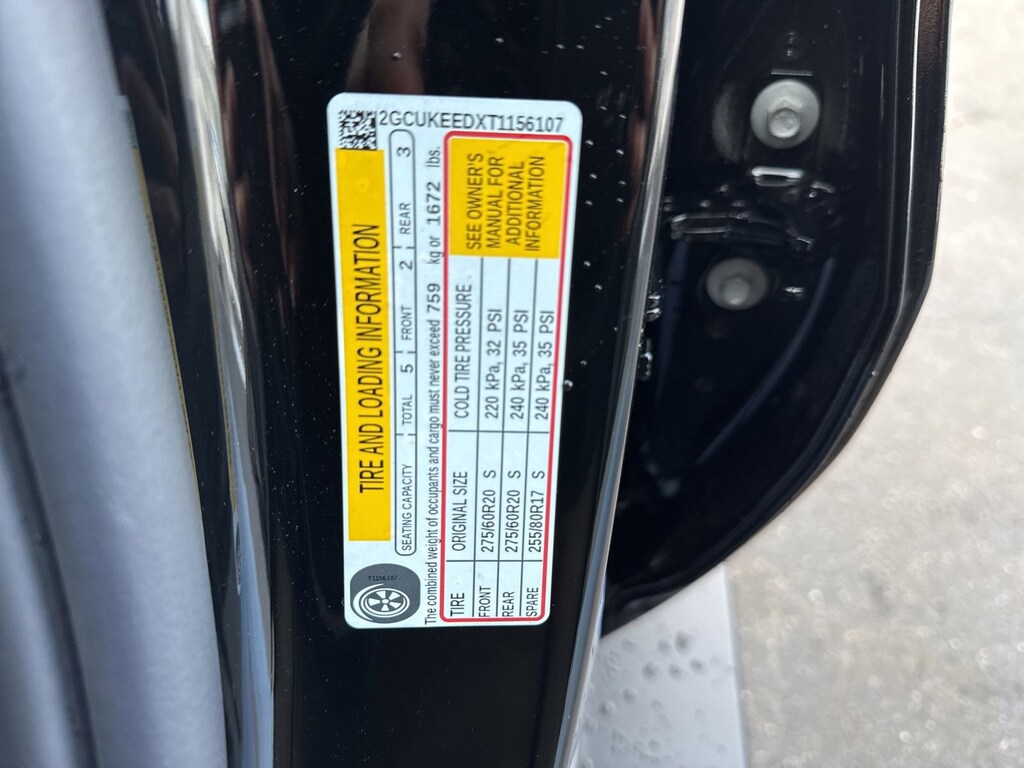 2GCUKEEDXT1156107
TIRE AND LOADING INFORMATION
T1156107
SEATING CAPACITY TOTAL 5 FRONT 2 REAR 3
The combined weight of occupants and cargo must never exceed 759 kg or 1672 lbs.
TIRE ORIGINAL SIZE COLD TIRE PRESSURE
FRONT 275/60R20 S 220 kPa, 32 PSI
REAR 275/60R20 S 240 kPa, 35 PSI
SPARE 255/80R17 S 240 kPa, 35 PSI
SEE OWNER'S
MANUAL FOR
ADDITIONAL
INFORMATION